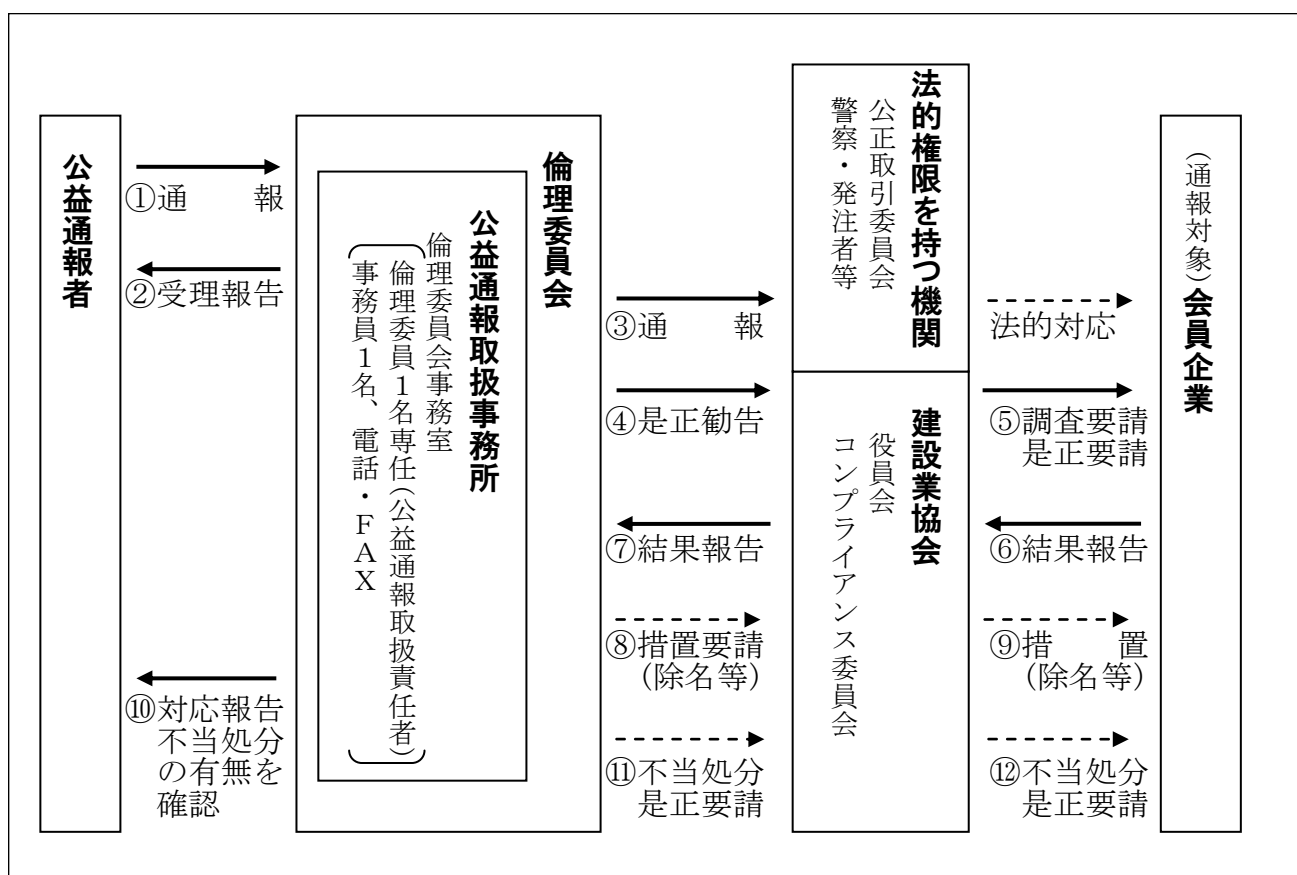 公益通報者
①通　　報
②受理報告
⑩対応報告
不当処分
の有無を
確認
倫理委員会
公益通報取扱事務所
倫理委員会事務室
倫理委員1名専任(公益通報取扱責任者)
事務員1名、電話・FAX
③通　　報
④是正勧告
⑦結果報告
⑧措置要請
(除名等)
⑪不当処分
是正要請
法的権限を持つ機関
公正取引委員会
警察・発注者等
建設業協会
役員会
コンプライアンス委員会
法的対応
⑤調査要請
是正要請
⑥結果報告
⑨措　　置
(除名等)
⑫不当処分
是正要請
(通報対象)会員企業